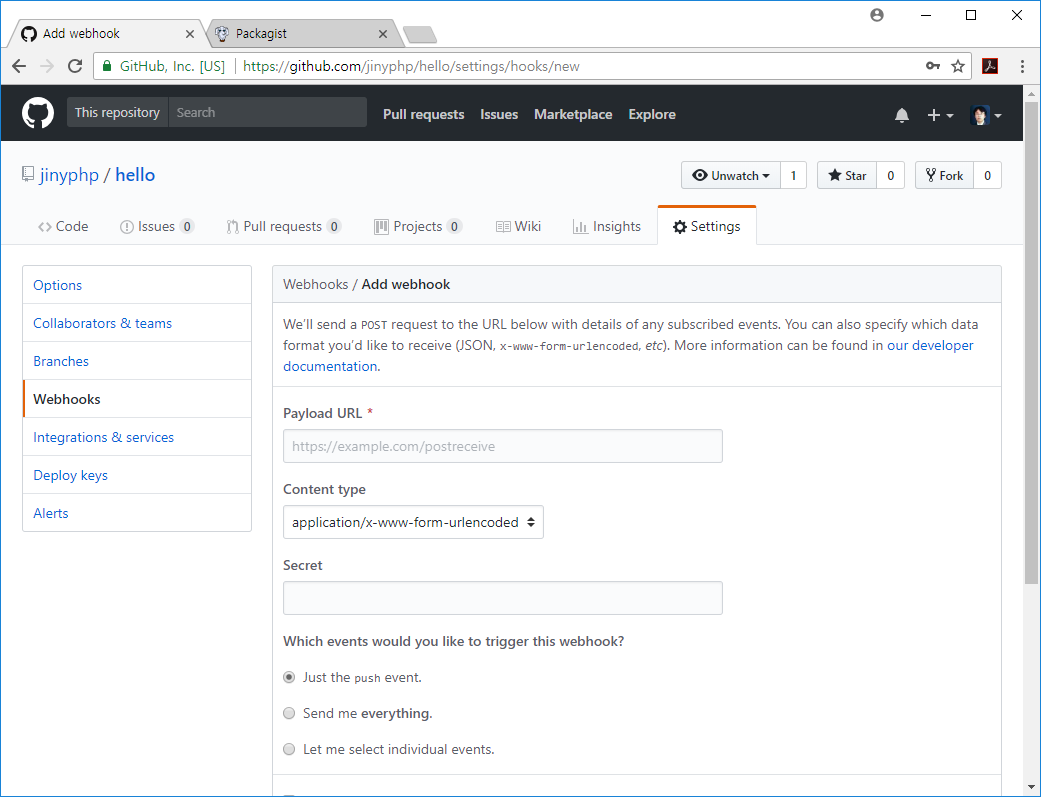 Add webhook
Packagist
GitHub, Inc. [US] https://github.com/jinyphp/hello/settings/hooks/new
This repository Search Pull requests Issues Marketplace Explore
jinyphp / hello
Unwatch 1 Star 0 Fork 0
Code Issues 0 Pull requests 0 Projects 0 Wiki Insights Settings
Options
Collaborators & teams
Branches
Webhooks
Integrations & services
Deploy keys
Alerts
Webhooks / Add webhook
We’ll send a POST request to the URL below with details of any subscribed events. You can also specify which data
format you’d like to receive (JSON, x-www-form-urlencoded, etc). More information can be found in our developer
documentation.
Payload URL *
https://example.com/postreceive
Content type
application/x-www-form-urlencoded
Secret
Which events would you like to trigger this webhook?
Just the push event.
Send me everything.
Let me select individual events.